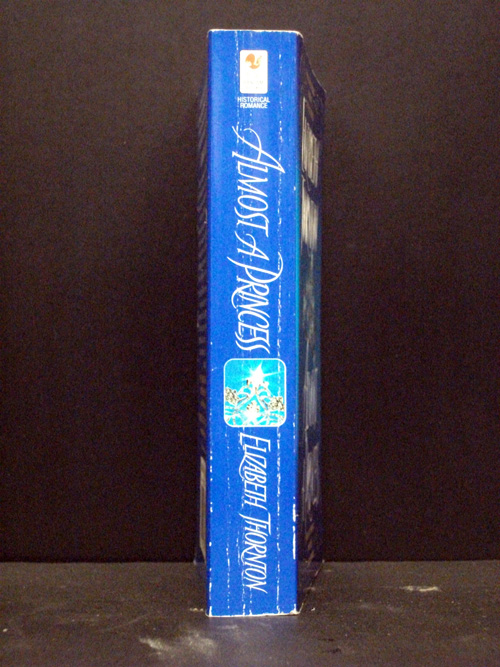 HISTORICAL
ROMANCE
ALMOST A PRINCESS
ELIZABETH THORNTON